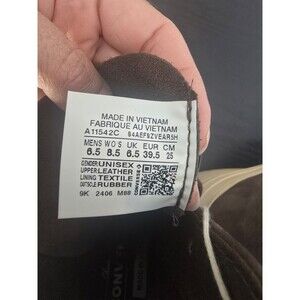 MADE IN VIETNAM
FABRIQUE AU VIETNAM
A11542C
MENS WO'S UK EUR CM
6.5 8.5 6.5 39.5 25
GENDER UNISEX
UPPER LEATHER
LINING TEXTILE
OUTSOLE RUBBER
CONVERSE
9K 2406 M88